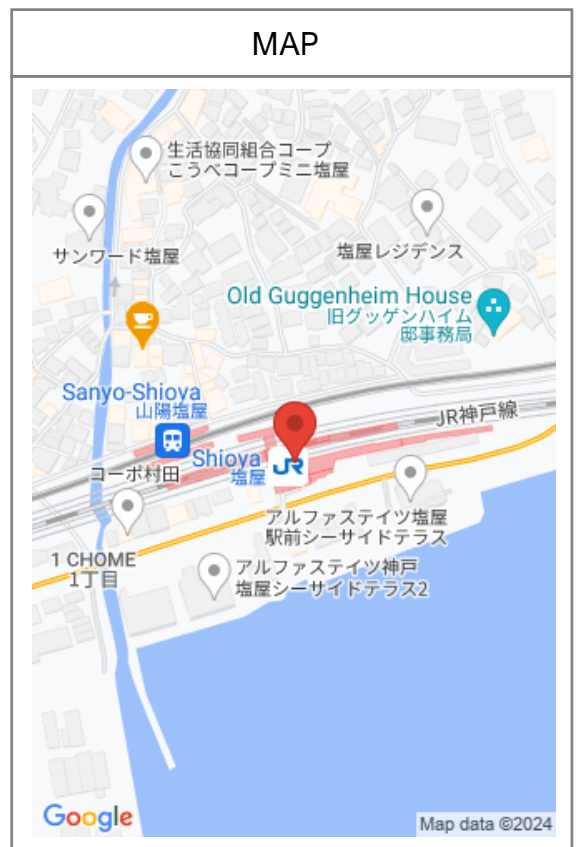 MAP
生活協同組合コープ
こうべコープミニ塩屋
サンワード塩屋
塩屋レジデンス
Old Guggenheim House
旧グッゲンハイム
邸事務局
Sanyo-Shioya
山陽塩屋
JR神戸線
Shioya
塩屋
JR
コーポ村田
アルファステイツ塩屋
駅前シーサイドテラス
1 CHOME
1丁目
アルファステイツ神戸
塩屋シーサイドテラス2
Google
Map data ©2024